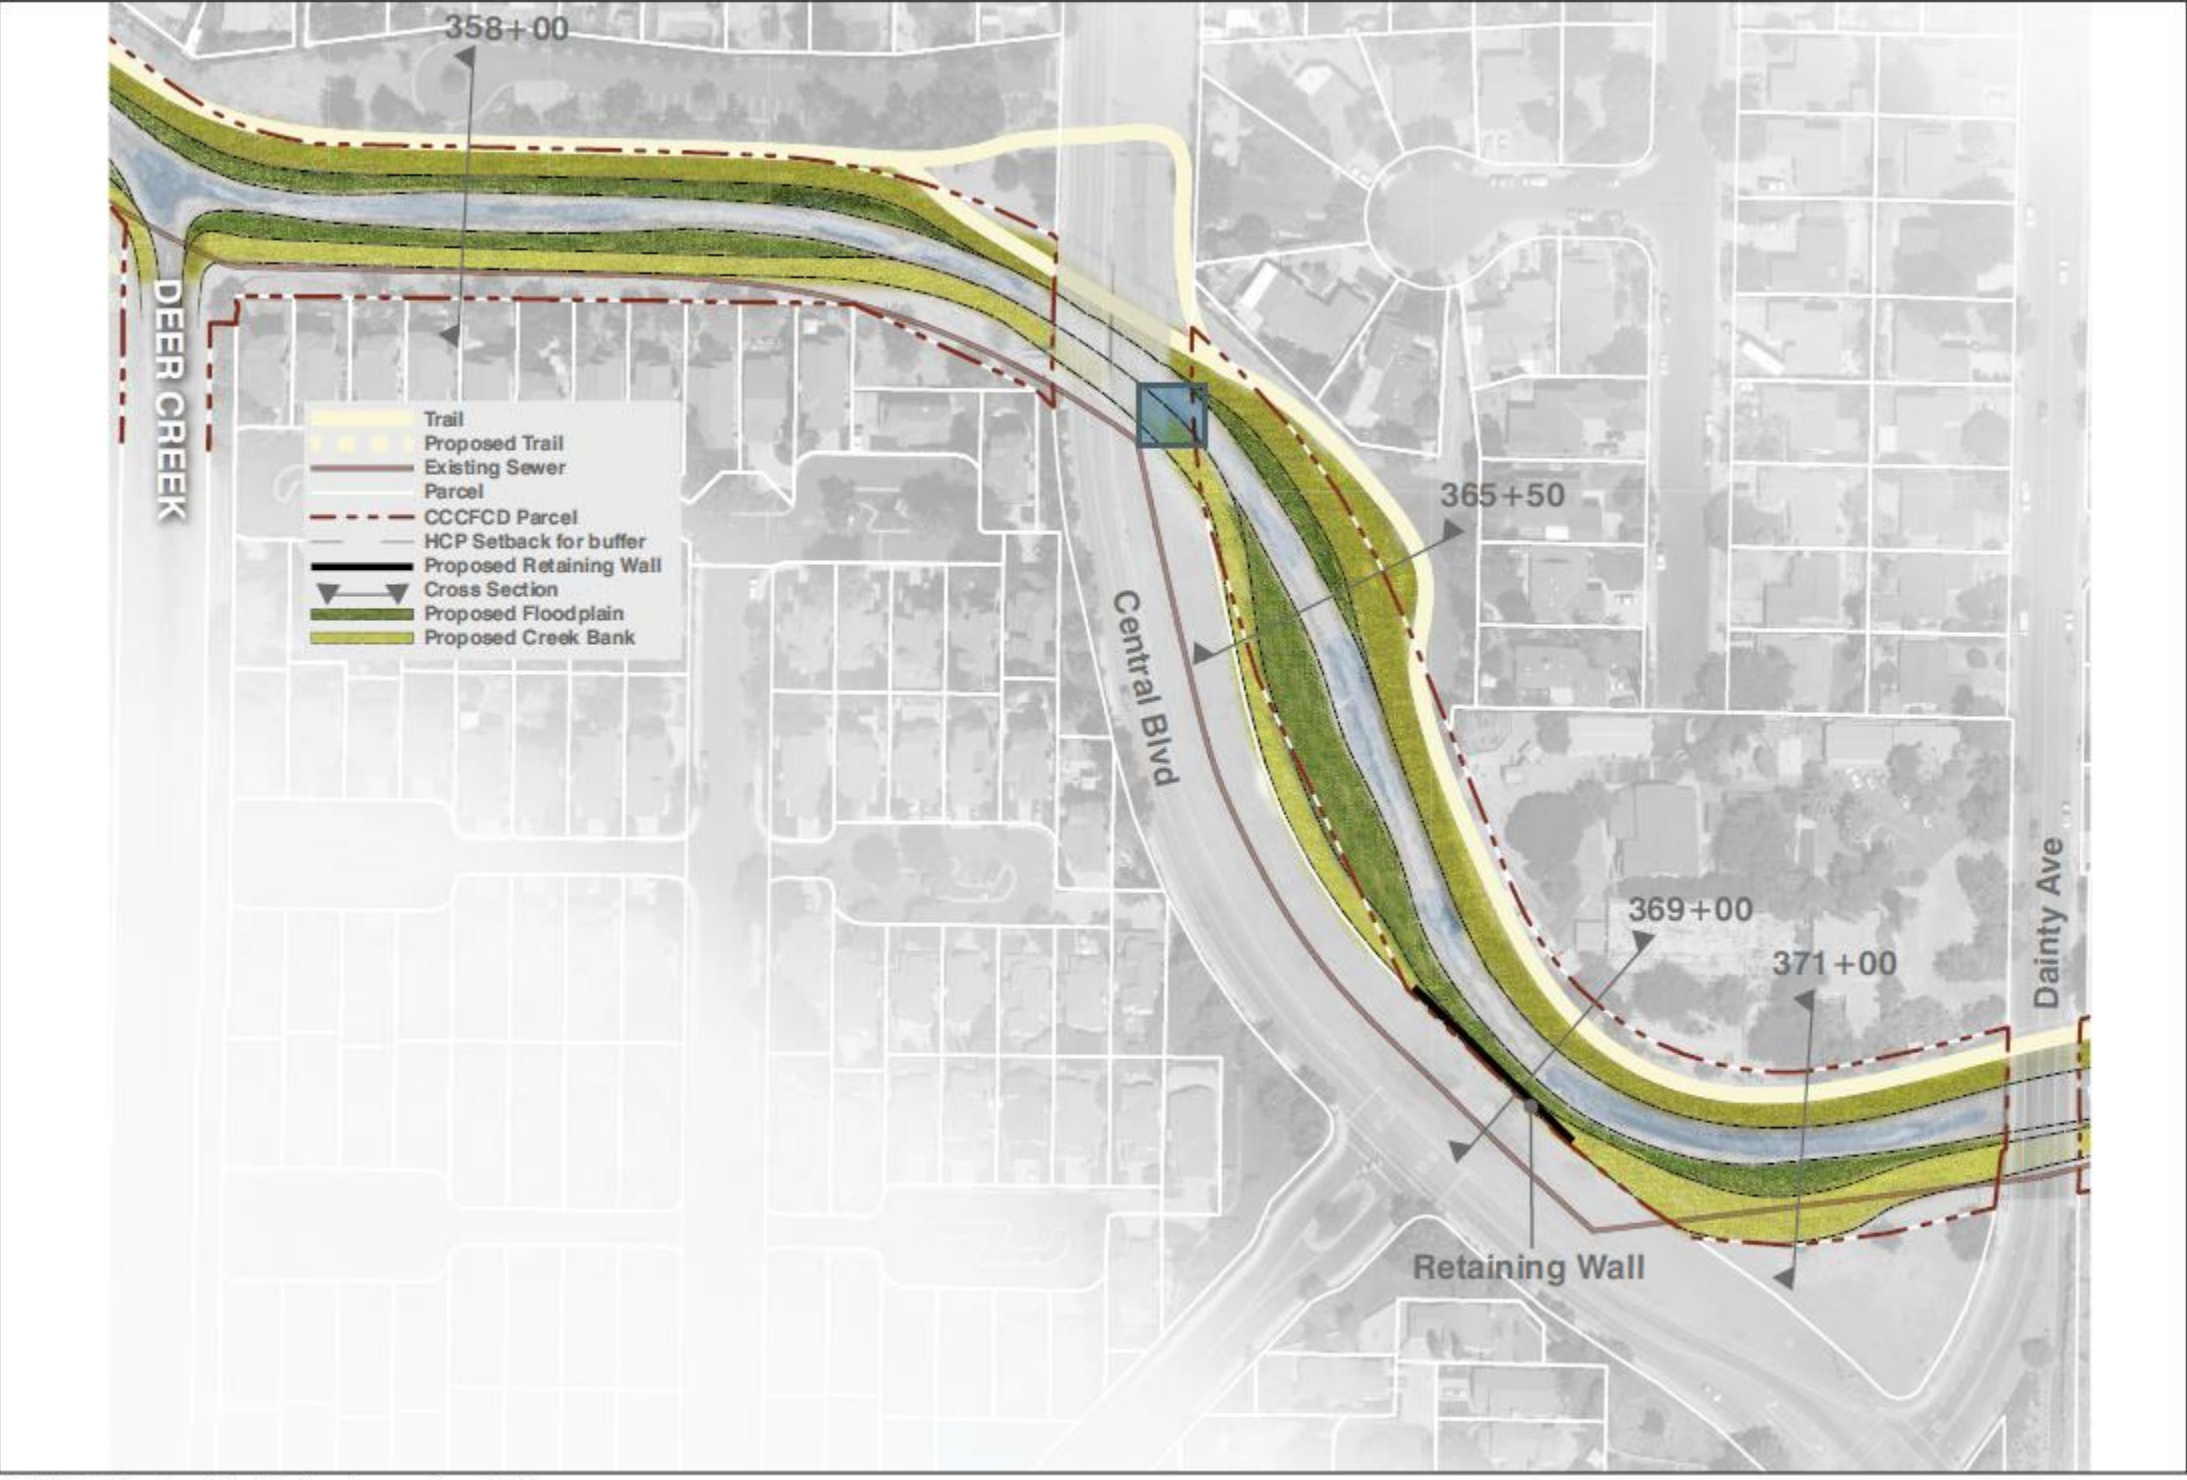 358+00
DEER CREEK
Trail
Proposed Trail
Existing Sewer
Parcel
CCCFCD Parcel
HCP Setback for buffer
Proposed Retaining Wall
Cross Section
Proposed Floodplain
Proposed Creek Bank
365+50
Central Blvd
369+00
371+00
Dainty Ave
Retaining Wall